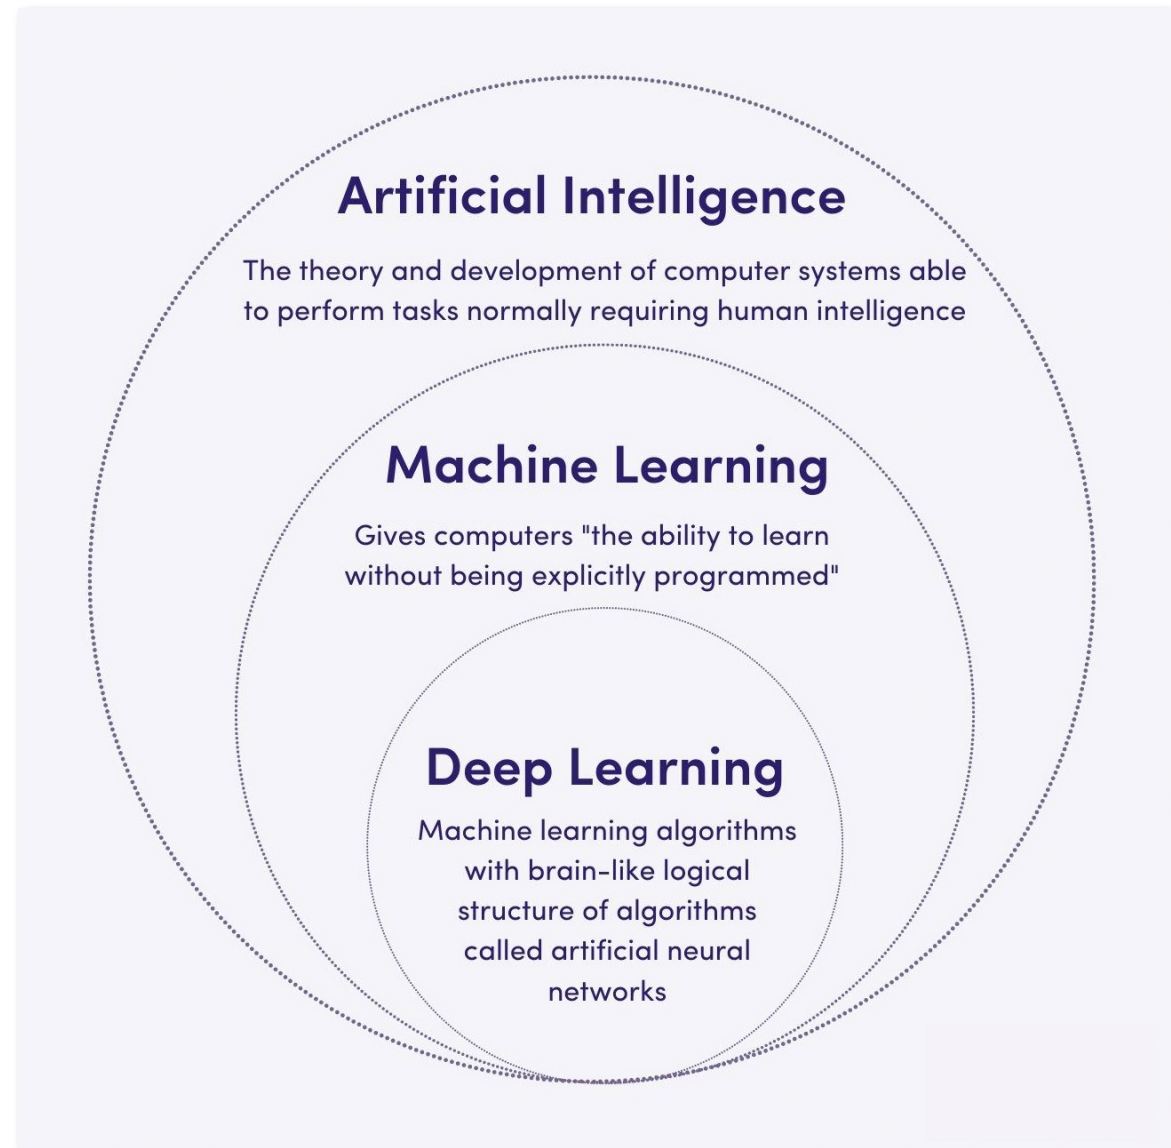 Artificial Intelligence
The theory and development of computer systems able
to perform tasks normally requiring human intelligence
Machine Learning
Gives computers "the ability to learn
without being explicitly programmed"
Deep Learning
Machine learning algorithms
with brain-like logical
structure of algorithms
called artificial neural
networks